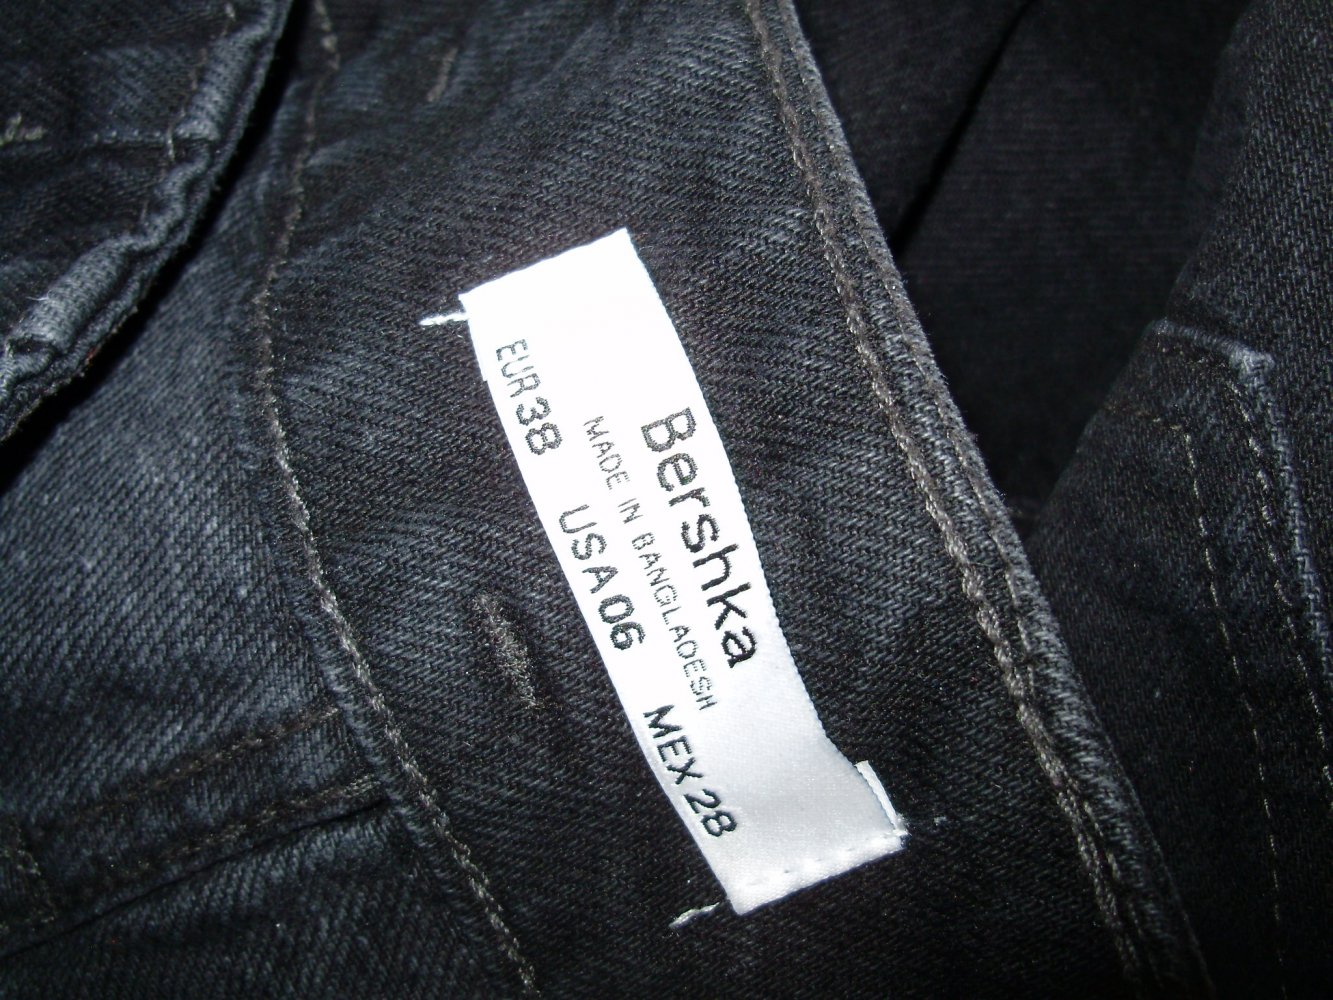 Bershka
MADE IN BANGLADESH
EUR 38 USA 06 MEX 28